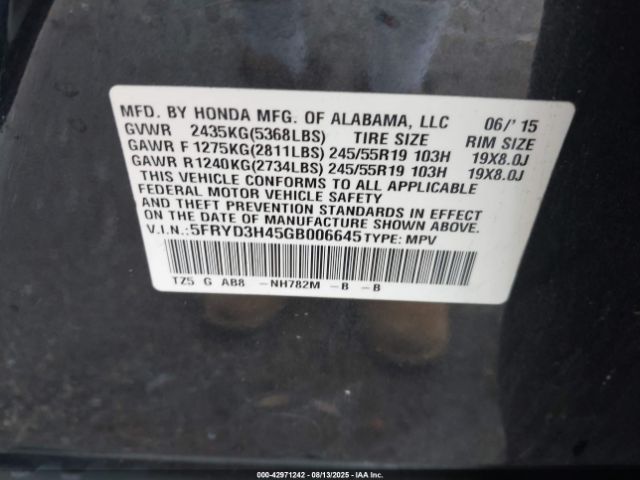 MFD. BY HONDA MFG. OF ALABAMA, LLC 06/'15
GVWR 2435KG(5368LBS) TIRE SIZE RIM SIZE
GAWR F 1275KG(2811LBS) 245/55R19 103H 19X8.0J
GAWR R1240KG(2734LBS) 245/55R19 103H 19X8.0J
THIS VEHICLE CONFORMS TO ALL APPLICABLE
FEDERAL MOTOR VEHICLE SAFETY
AND THEFT PREVENTION STANDARDS IN EFFECT
ON THE DATE OF MANUFACTURE SHOWN ABOVE.
V.I.N.:5FRYD3H45GB006645 TYPE: MPV
TZ5 G AB8 -NH782M -B -B
000-42971242 - 08/13/2025 - IAA Inc.